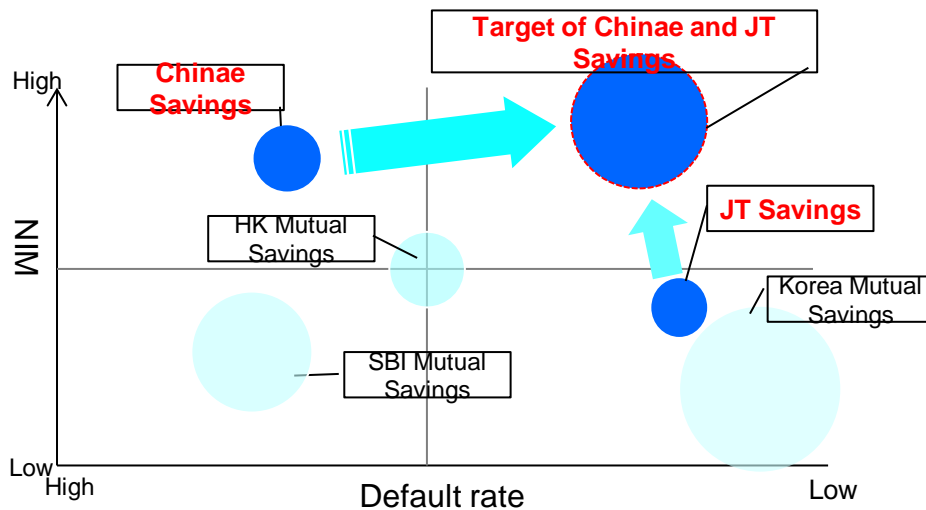 Target of Chinae and JT
Savings
High
Chinae
Savings
JT Savings
HK Mutual
Savings
NIM
Korea Mutual
Savings
SBI Mutual
Savings
Low
High
Default rate
Low